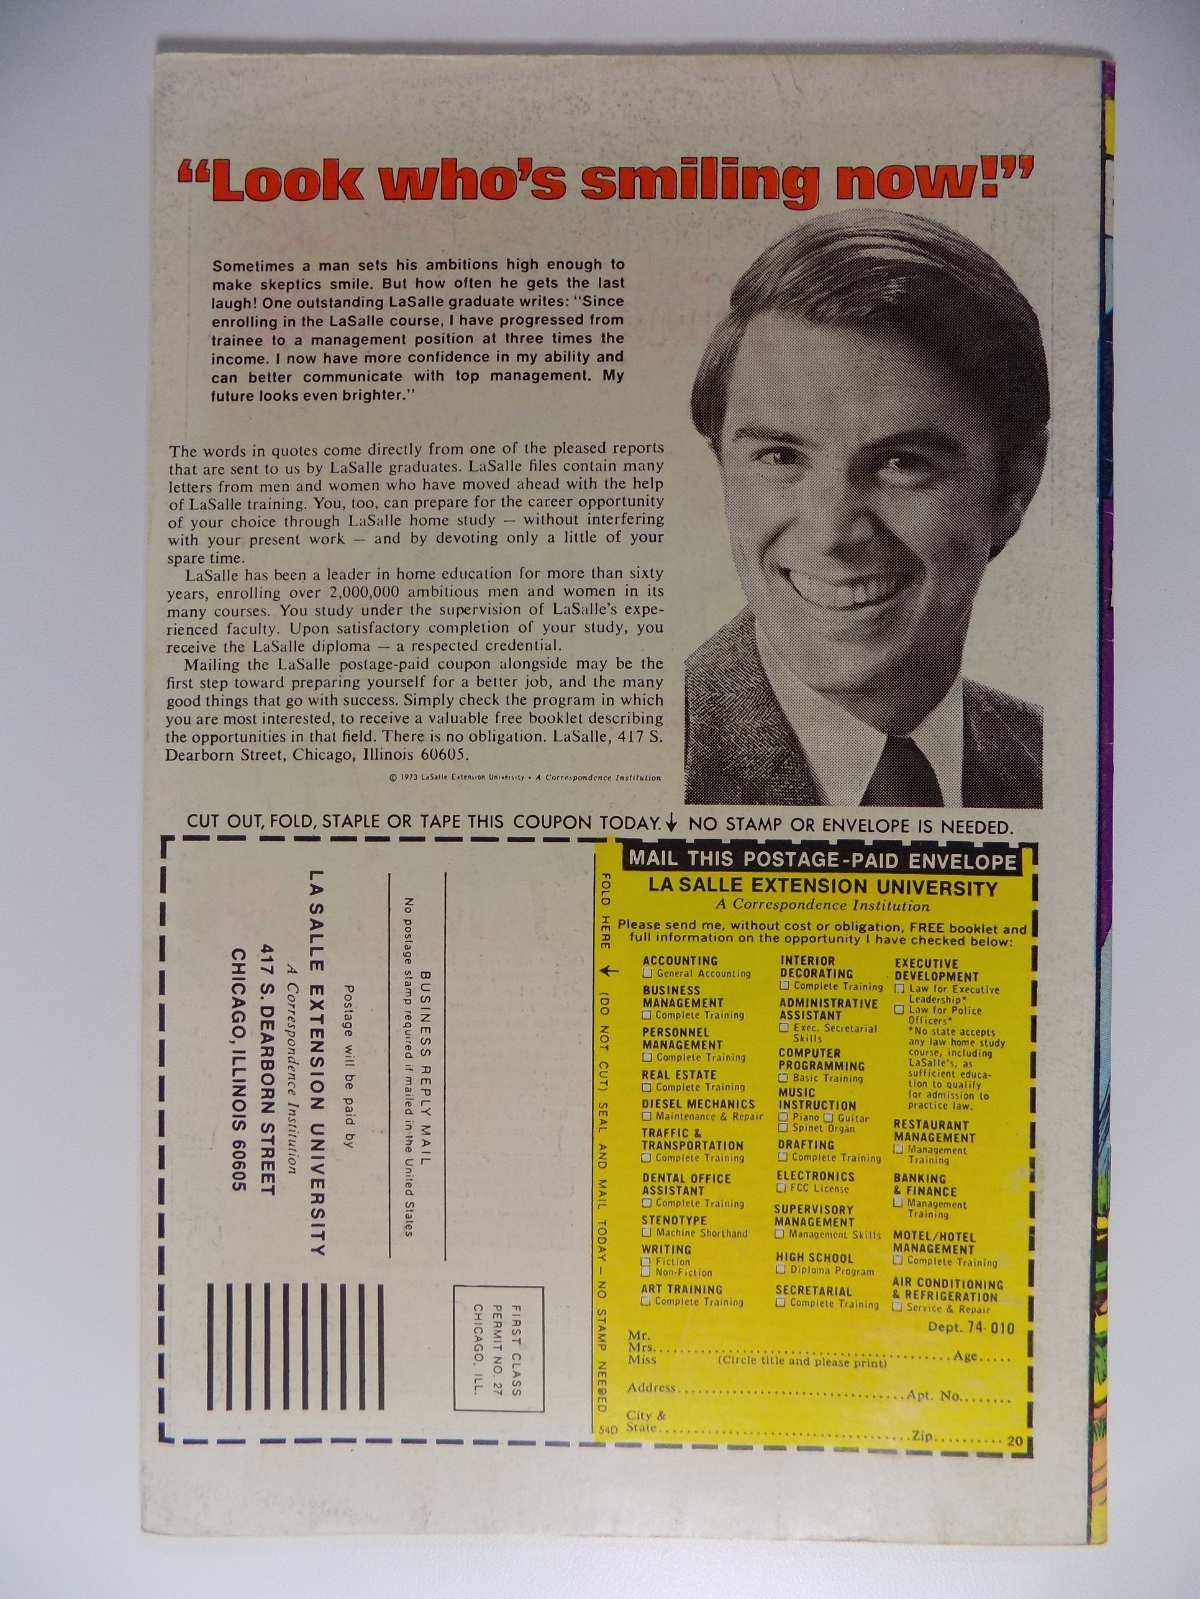 “Look who’s smiling now!”
Sometimes a man sets his ambitions high enough to
make skeptics smile. But how often he gets the last
laugh! One outstanding LaSalle graduate writes: “Since
enrolling in the LaSalle course, I have progressed from
trainee to a management position at three times the
income. I now have more confidence in my ability and
can better communicate with top management. My
future looks even brighter.”
The words in quotes come directly from one of the pleased reports
that are sent to us by LaSalle graduates. LaSalle files contain many
letters from men and women who have moved ahead with the help
of LaSalle training. You, too, can prepare for the career opportunity
of your choice through LaSalle home study — without interfering
with your present work — and by devoting only a little of your
spare time.
LaSalle has been a leader in home education for more than sixty
years, enrolling over 2,000,000 ambitious men and women in its
many courses. You study under the supervision of LaSalle's expe-
rienced faculty. Upon satisfactory completion of your study, you
receive the LaSalle diploma — a respected credential.
Mailing the LaSalle postage-paid coupon alongside may be the
first step toward preparing yourself for a better job, and the many
good things that go with success. Simply check the program in which
you are most interested, to receive a valuable free booklet describing
the opportunities in that field. There is no obligation. LaSalle, 417 S.
Dearborn Street, Chicago, Illinois 60605.
© 1973 LaSalle Extension University • A Correspondence Institution
CUT OUT, FOLD, STAPLE OR TAPE THIS COUPON TODAY. ↓ NO STAMP OR ENVELOPE IS NEEDED.
BUSINESS REPLY MAIL
No postage stamp required if mailed in the United States
Postage will be paid by
LA SALLE EXTENSION UNIVERSITY
A Correspondence Institution
417 S. DEARBORN STREET
CHICAGO, ILLINOIS 60605
FIRST CLASS
PERMIT NO. 27
CHICAGO, ILL.
FOLD HERE ↓ (DO NOT CUT) SEAL AND MAIL TODAY — NO STAMP NEEDED.
54D
MAIL THIS POSTAGE-PAID ENVELOPE
LA SALLE EXTENSION UNIVERSITY
A Correspondence Institution
Please send me, without cost or obligation, FREE booklet and
full information on the opportunity I have checked below:
ACCOUNTING
☐ General Accounting
BUSINESS
MANAGEMENT
☐ Complete Training
PERSONNEL
MANAGEMENT
☐ Complete Training
REAL ESTATE
☐ Complete Training
DIESEL MECHANICS
☐ Maintenance & Repair
TRAFFIC &
TRANSPORTATION
☐ Complete Training
DENTAL OFFICE
ASSISTANT
☐ Complete Training
STENOTYPE
☐ Machine Shorthand
WRITING
☐ Fiction
☐ Non-Fiction
ART TRAINING
☐ Complete Training
INTERIOR
DECORATING
☐ Complete Training
ADMINISTRATIVE
ASSISTANT
☐ Exec. Secretarial
Skills
COMPUTER
PROGRAMMING
☐ Basic Training
MUSIC
INSTRUCTION
☐ Piano ☐ Guitar
☐ Spinet Organ
DRAFTING
☐ Complete Training
ELECTRONICS
☐ FCC License
SUPERVISORY
MANAGEMENT
☐ Management Skills
HIGH SCHOOL
☐ Diploma Program
SECRETARIAL
☐ Complete Training
EXECUTIVE
DEVELOPMENT
☐ Law for Executive
Leadership*
☐ Law for Police
Officers*
*No state accepts
any law home study
course, including
LaSalle's, as
sufficient educa-
tion to qualify
for admission to
practice law.
RESTAURANT
MANAGEMENT
☐ Management
Training
BANKING
& FINANCE
☐ Management
Training
MOTEL/HOTEL
MANAGEMENT
☐ Complete Training
AIR CONDITIONING
& REFRIGERATION
☐ Service & Repair
Dept. 74-010
Mr.
Mrs. Age
Miss (Circle title and please print)
Address Apt. No.
City &
State Zip 20